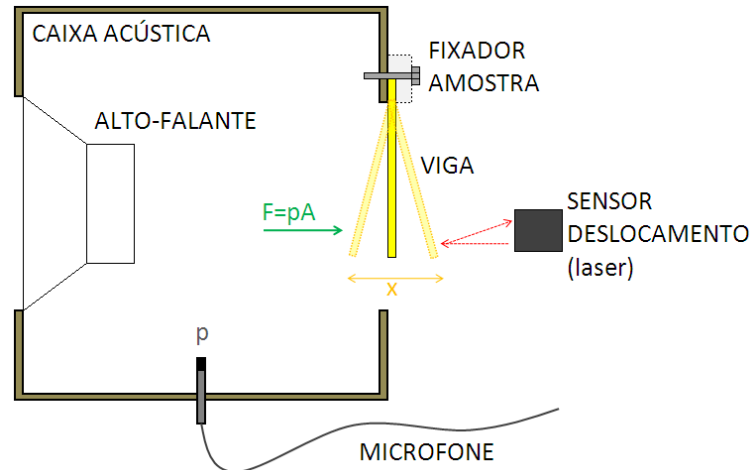 CAIXA ACÚSTICA
FIXADOR
AMOSTRA
ALTO-FALANTE
VIGA
F=pA
SENSOR
DESLOCAMENTO
(laser)
x
p
MICROFONE